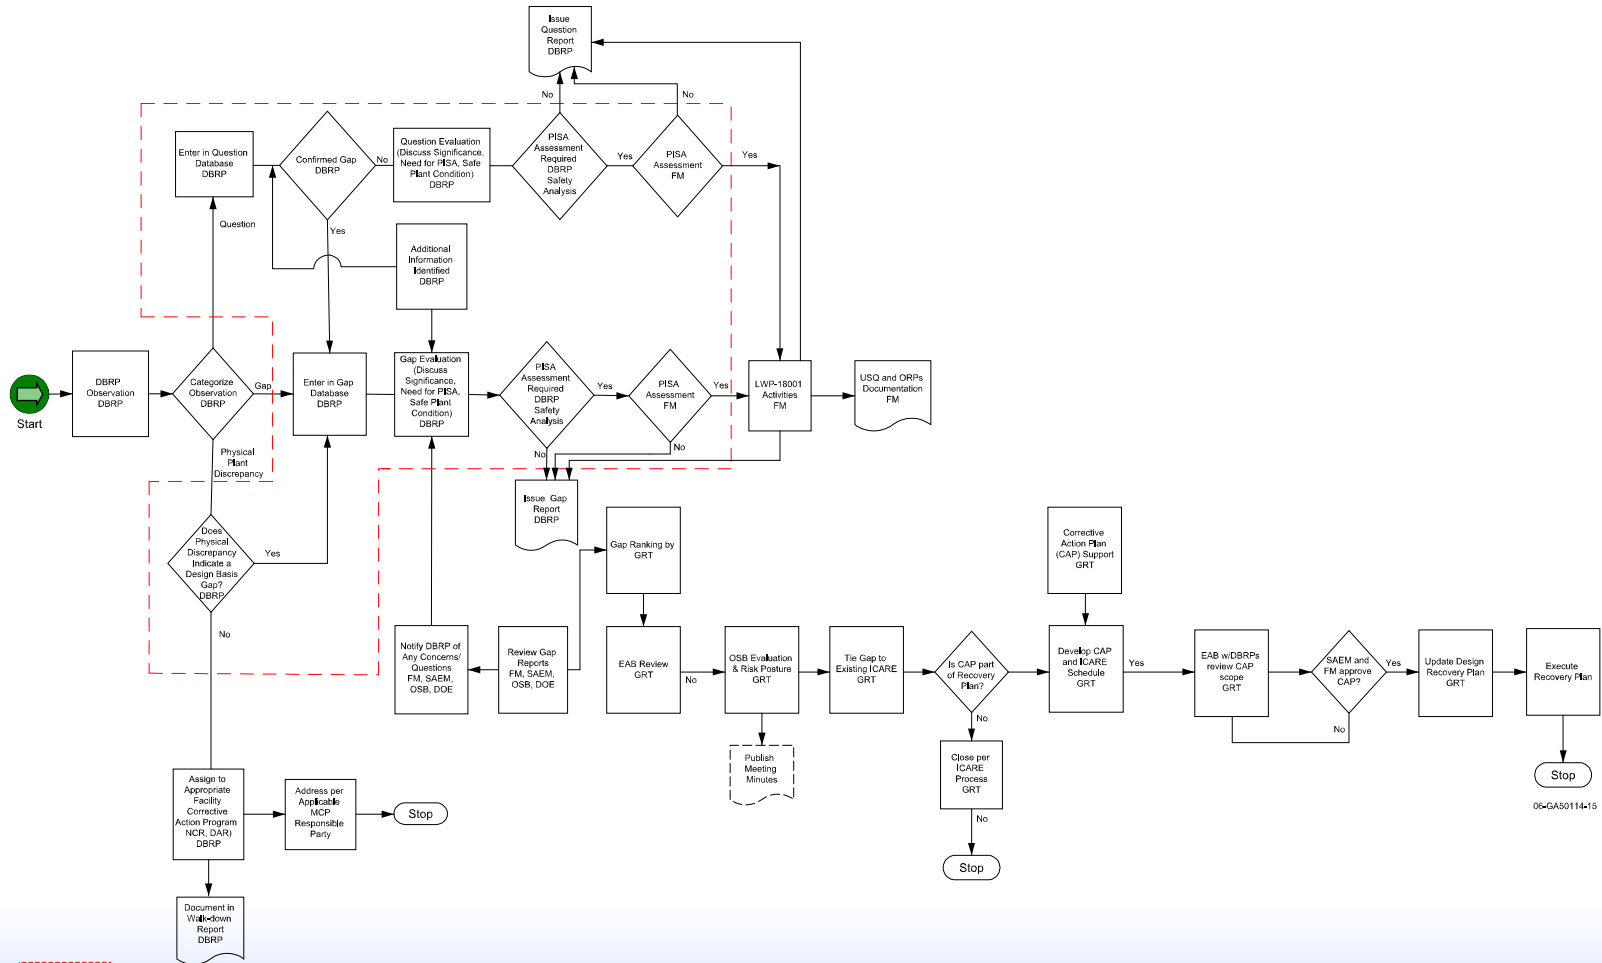 Issue
Question
Report
DBRP
No
No
Enter in Question
Database
DBRP
Confirmed Gap
DBRP
No
Question Evaluation
(Discuss Significance,
Need for PISA, Safe
Plant Condition)
DBRP
PISA
Assessment
Required
DBRP
Safety
Analysis
Yes
PISA
Assessment
FM
Yes
Question
Yes
Additional
Information
Identified
DBRP
Start
DBRP
Observation
DBRP
Categorize
Observation
DBRP
Gap
Enter in Gap
Database
DBRP
Gap Evaluation
(Discuss
Significance,
Need for PISA,
Safe Plant
Condition)
DBRP
PISA
Assessment
Required
DBRP
Safety
Analysis
Yes
PISA
Assessment
FM
Yes
LWP-18001
Activities
FM
USQ and ORPs
Documentation
FM
Physical
Plant
Discrepancy
No
No
Issue Gap
Report
DBRP
Does
Physical
Discrepancy
Indicate a
Design Basis
Gap?
DBRP
Yes
No
Gap Ranking by
GRT
Corrective
Action Plan
(CAP) Support
GRT
Notify DBRP of
Any Concerns/
Questions
FM, SAEM,
OSB, DOE
Review Gap
Reports
FM, SAEM,
OSB, DOE
EAB Review
GRT
No
OSB Evaluation
& Risk Posture
GRT
Tie Gap to
Existing ICARE
GRT
Is CAP part
of Recovery
Plan?
Develop CAP
and ICARE
Schedule
GRT
Yes
EAB w/DBRPs
review CAP
scope
GRT
SAEM and
FM approve
CAP?
Yes
No
Update Design
Recovery Plan
GRT
Execute
Recovery Plan
No
Publish
Meeting
Minutes
Close per
ICARE
Process
GRT
No
Stop
Stop
06-GA50114-15
Assign to
Appropriate
Facility
Corrective
Action Program
NCR, DAR)
DBRP
Address per
Applicable
MCP
Responsible
Party
Stop
Document in
Walk-down
Report
DBRP